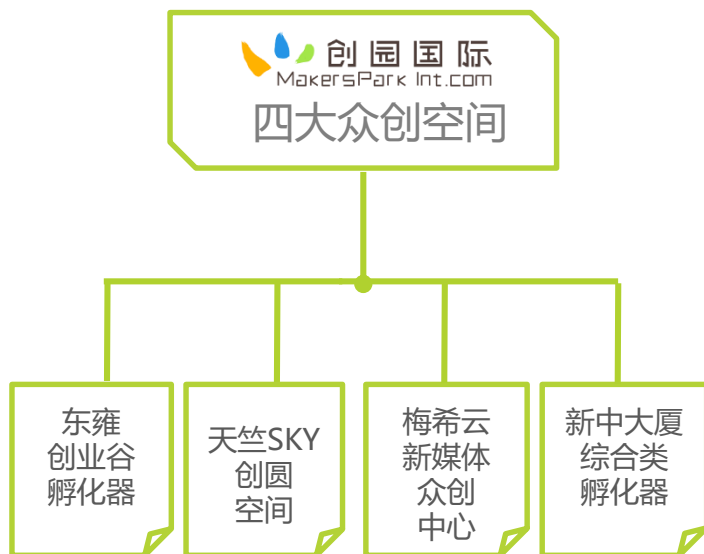 创园国际
MakersPark Int.com
四大众创空间
东雍
创业谷
孵化器
天竺SKY
创圆
空间
梅希云
新媒体
众创
中心
新中大厦
综合类
孵化器